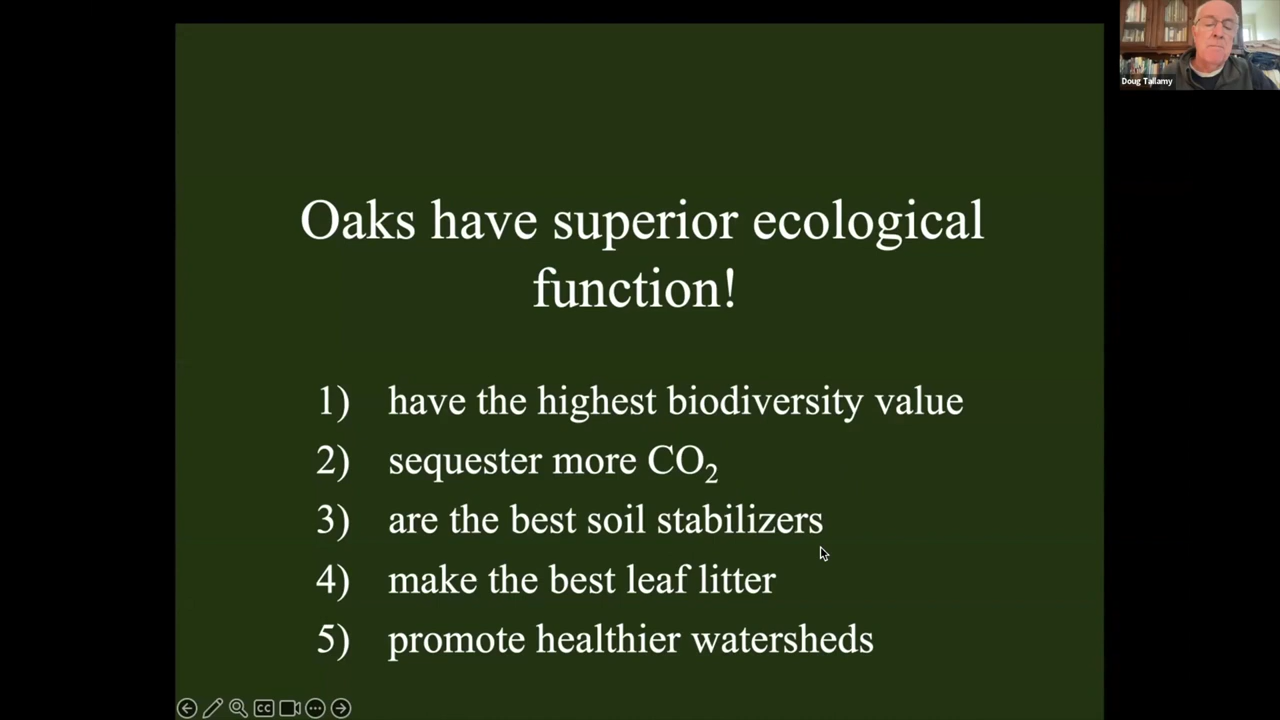 Doug Tallamy
Oaks have superior ecological
function!
1) have the highest biodiversity value
2) sequester more CO₂
3) are the best soil stabilizers
4) make the best leaf litter
5) promote healthier watersheds
CC